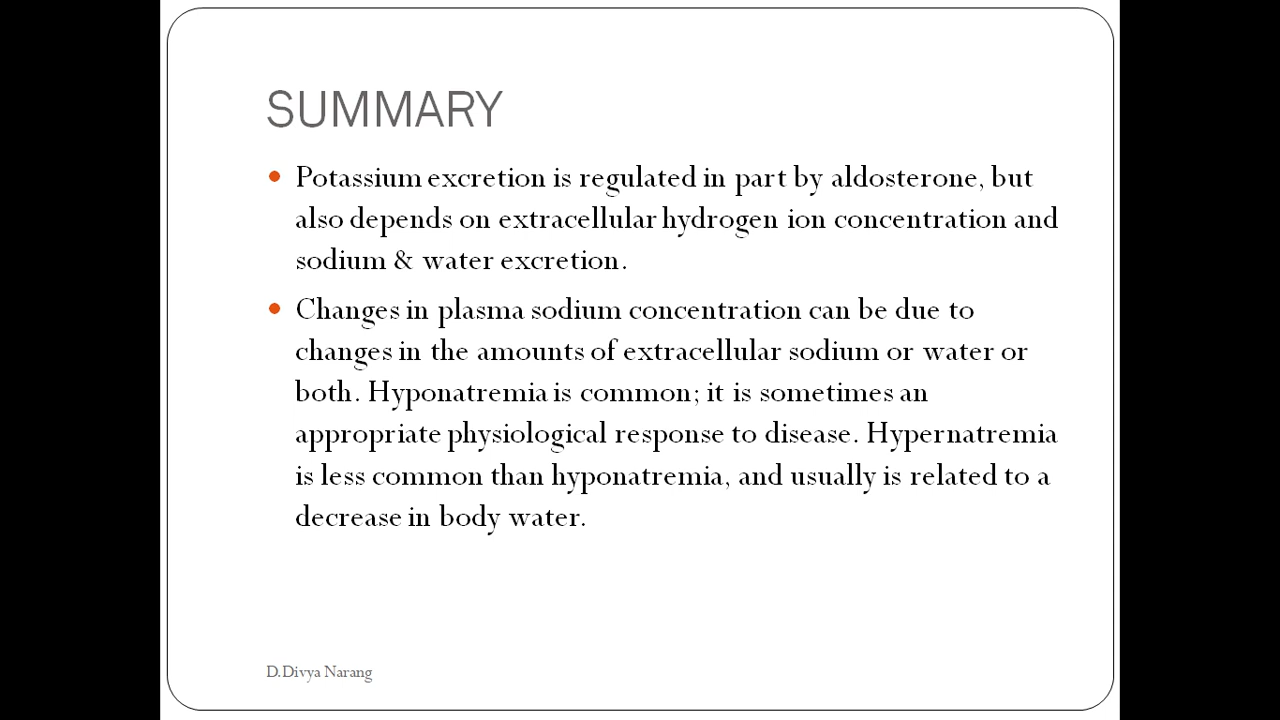 SUMMARY
Potassium excretion is regulated in part by aldosterone, but
also depends on extracellular hydrogen ion concentration and
sodium & water excretion.
Changes in plasma sodium concentration can be due to
changes in the amounts of extracellular sodium or water or
both. Hyponatremia is common; it is sometimes an
appropriate physiological response to disease. Hypernatremia
is less common than hyponatremia, and usually is related to a
decrease in body water.
D.Divya Narang